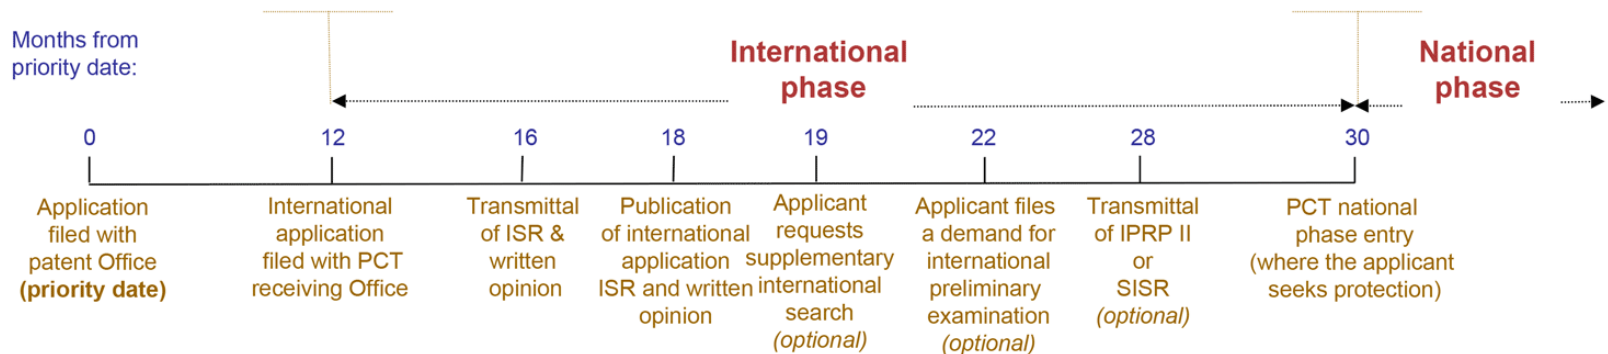 Months from
priority date:
International
phase
National
phase
0
12
16
18
19
22
28
30
Application
filed with
patent Office
(priority date)
International
application
filed with PCT
receiving Office
Transmittal
of ISR &
written
opinion
Publication
of international
application
ISR and written
opinion
Applicant
requests
supplementary
international
search
(optional)
Applicant files
a demand for
international
preliminary
examination
(optional)
Transmittal
of IPRP II
or
SISR
(optional)
PCT national
phase entry
(where the applicant
seeks protection)